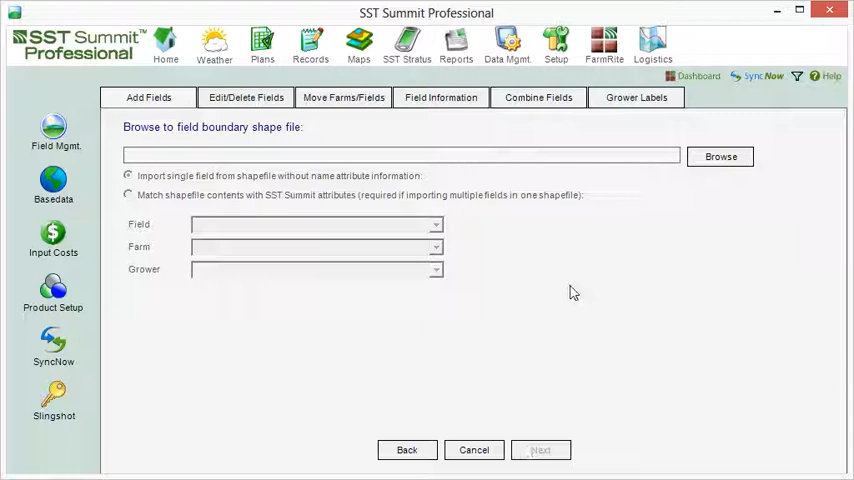 SST Summit Professional
SST Summit™
Professional
Home
Weather
Plans
Records
Maps
SST Stratus
Reports
Data Mgmt.
Setup
FarmRite
Logistics
Dashboard
SyncNow
Help
Add Fields
Edit/Delete Fields
Move Farms/Fields
Field Information
Combine Fields
Grower Labels
Field Mgmt.
Basedata
Input Costs
Product Setup
SyncNow
Slingshot
Browse to field boundary shape file:
Browse
Import single field from shapefile without name attribute information:
Match shapefile contents with SST Summit attributes (required if importing multiple fields in one shapefile):
Field
Farm
Grower
Back
Cancel
Next